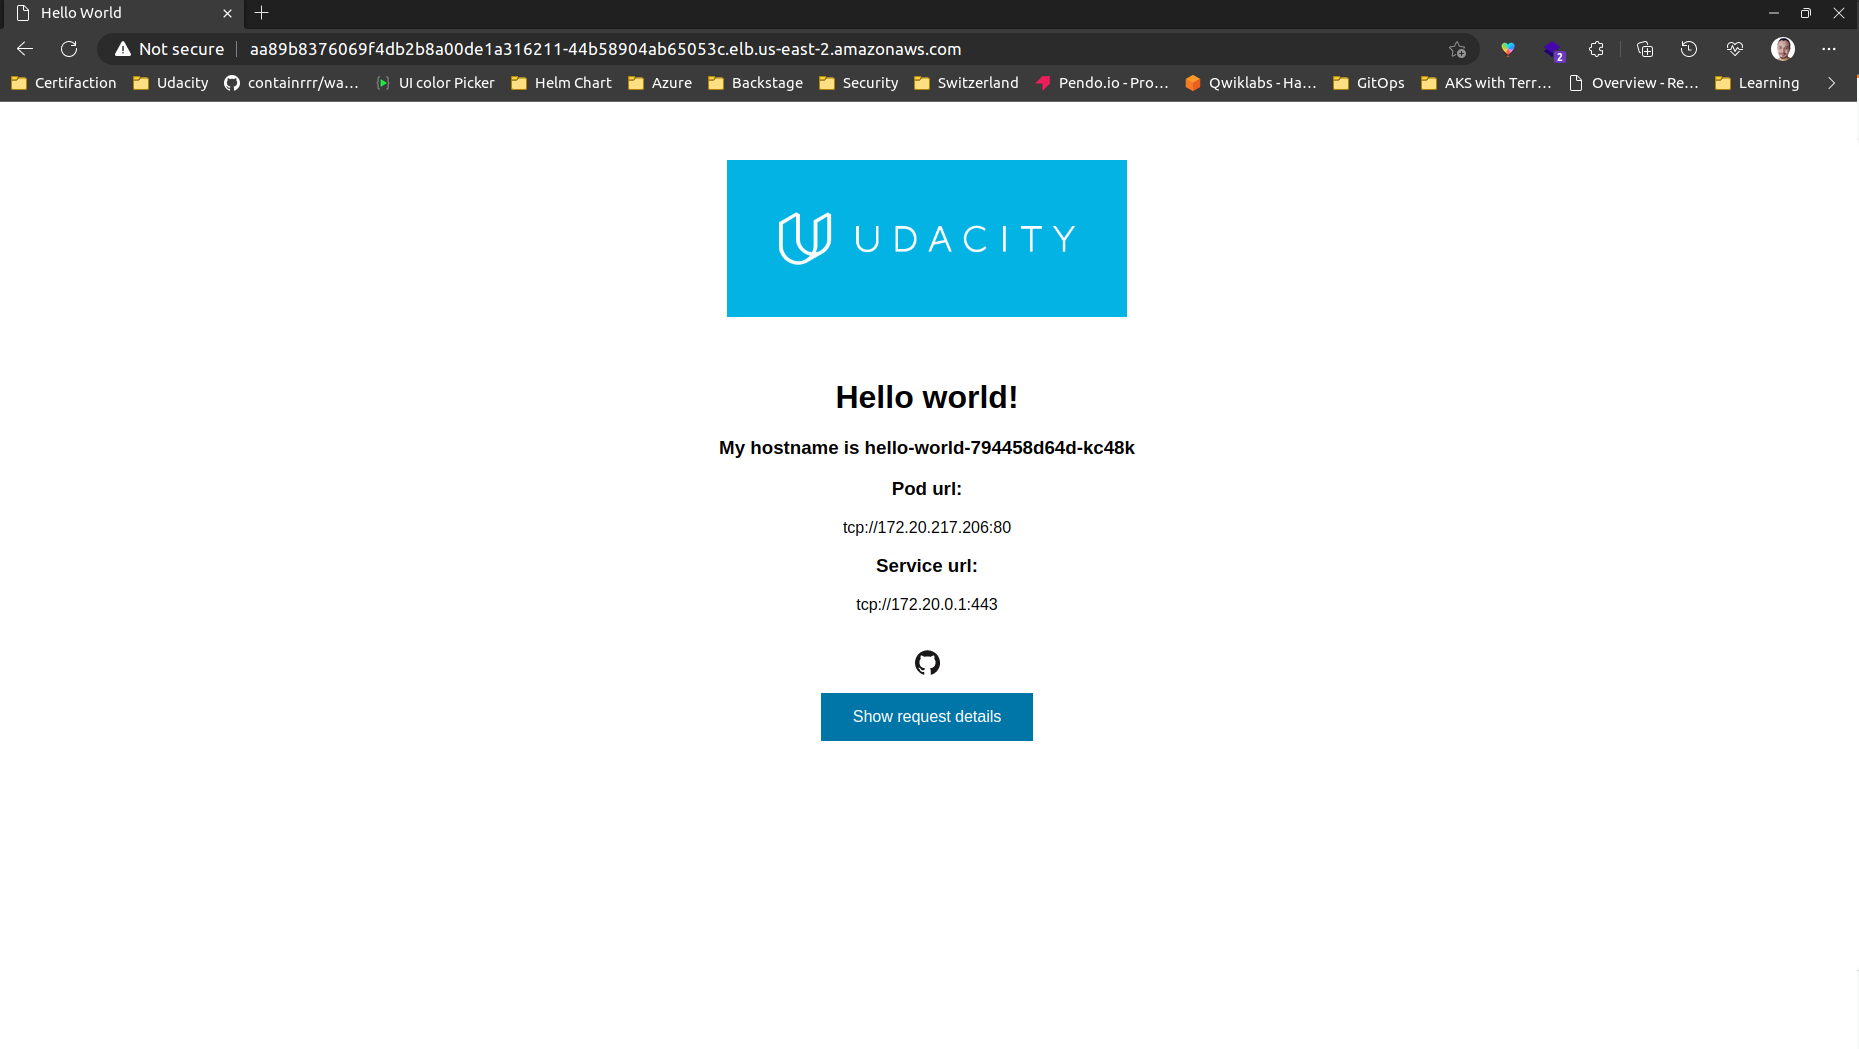 Hello World
Not secure aa89b8376069f4db2b8a00de1a316211-44b58904ab65053c.elb.us-east-2.amazonaws.com
2
Certifaction Udacity containrrr/wa... UI color Picker Helm Chart Azure Backstage Security Switzerland Pendo.io - Pro... Qwiklabs - Ha... GitOps AKS with Terr... Overview - Re... Learning
UDACITY
Hello world!
My hostname is hello-world-794458d64d-kc48k
Pod url:
tcp://172.20.217.206:80
Service url:
tcp://172.20.0.1:443
Show request details